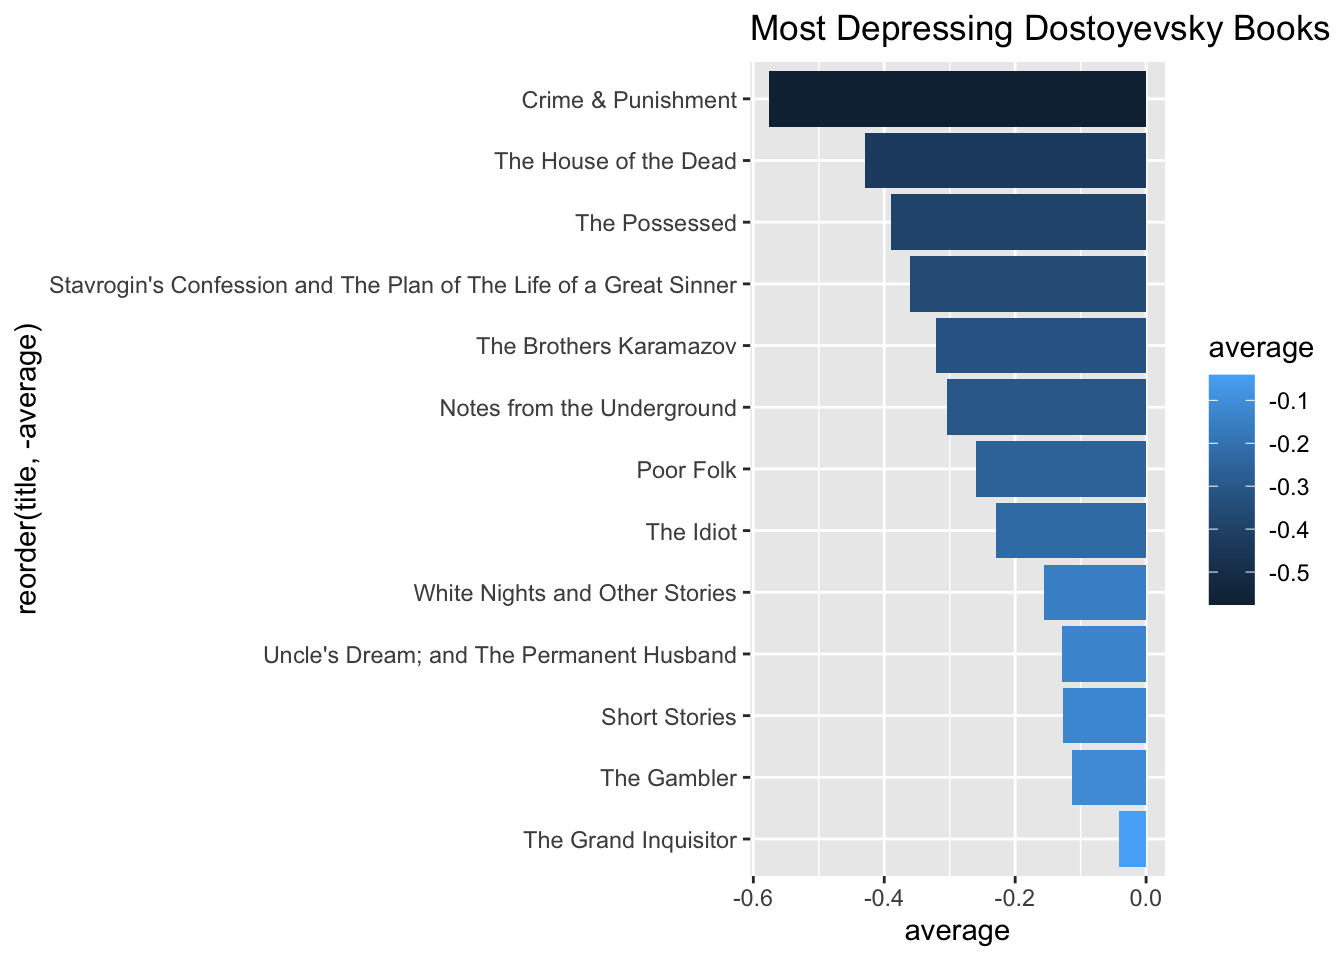 Most Depressing Dostoyevsky Books
Crime & Punishment
The House of the Dead
The Possessed
Stavrogin's Confession and The Plan of The Life of a Great Sinner
The Brothers Karamazov
Notes from the Underground
Poor Folk
The Idiot
White Nights and Other Stories
Uncle's Dream; and The Permanent Husband
Short Stories
The Gambler
The Grand Inquisitor
reorder(title, -average)
-0.6 -0.4 -0.2 0.0
average
average
-0.1
-0.2
-0.3
-0.4
-0.5